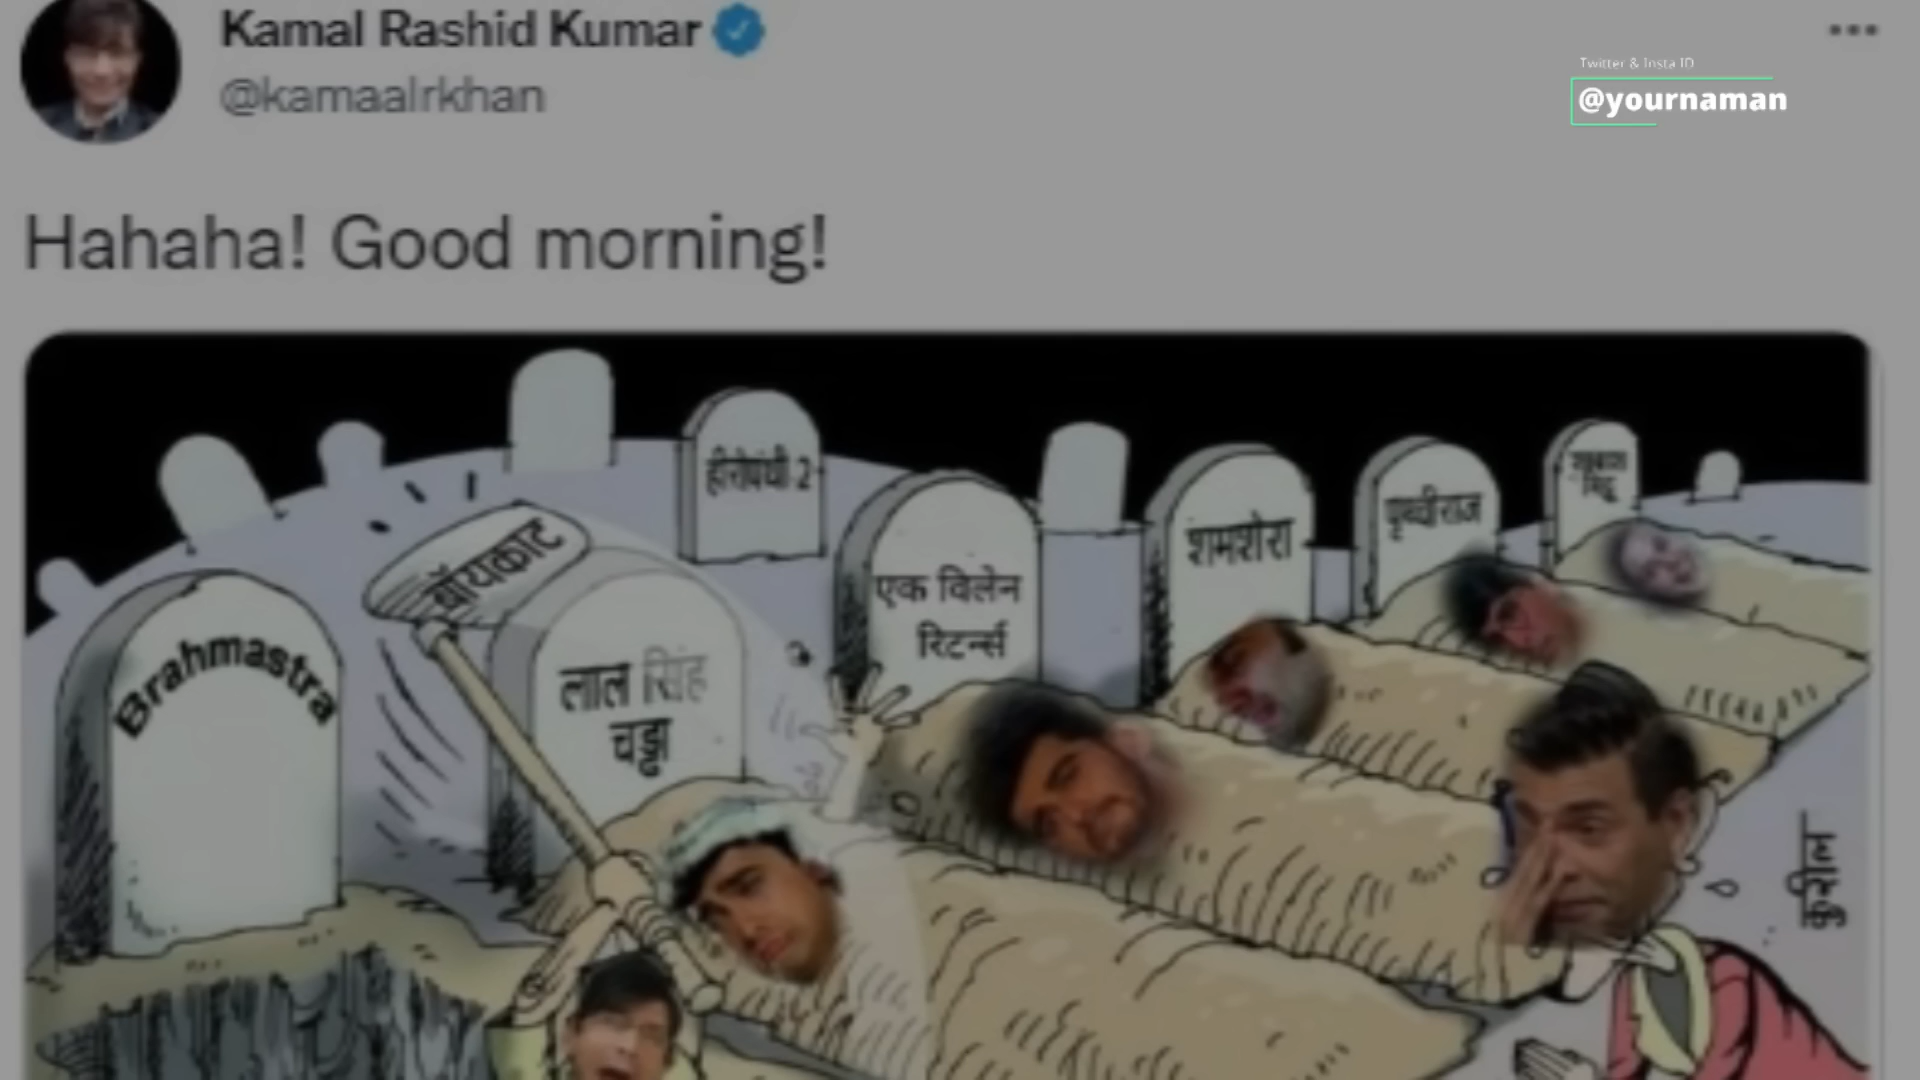 Kamal Rashid Kumar
@kamaalrkhan
Twitter & Insta ID
@yournaman
Hahaha! Good morning!
हीरोपंथी-2
बॉयकाट
Brahmastra
लाल सिंह
चड्ढा
एक विलेन
रिटर्न्स
शमशेरा
पृथ्वीराज
कुरील